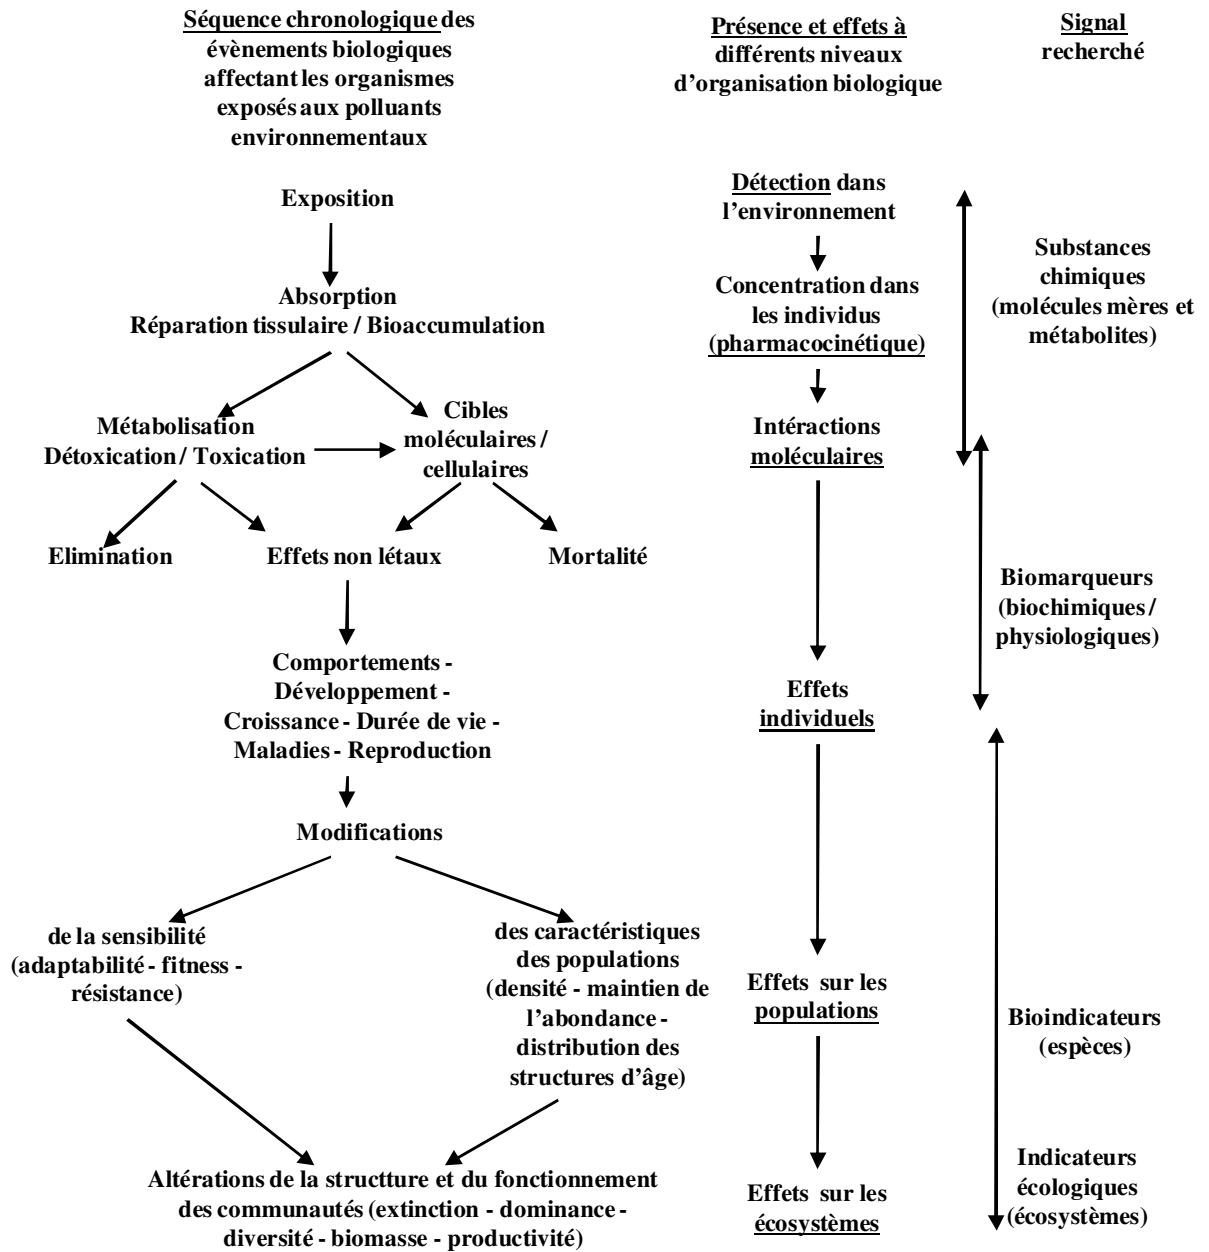 Séquence chronologique des
évènements biologiques
affectant les organismes
exposés aux polluants
environnementaux
Présence et effets à
différents niveaux
d'organisation biologique
Signal
recherché
Exposition
Absorption
Réparation tissulaire / Bioaccumulation
Métabolisation
Détoxication / Toxication
Cibles
moléculaires /
cellulaires
Elimination
Effets non létaux
Mortalité
Comportements -
Développement -
Croissance - Durée de vie -
Maladies - Reproduction
Modifications
de la sensibilité
(adaptabilité - fitness -
résistance)
des caractéristiques
des populations
(densité - maintien de
l'abondance -
distribution des
structures d'âge)
Altérations de la structture et du fonctionnement
des communautés (extinction - dominance -
diversité - biomasse - productivité)
Détection dans
l'environnement
Concentration dans
les individus
(pharmacocinétique)
Intéractions
moléculaires
Effets
individuels
Effets sur les
populations
Effets sur les
écosystèmes
Substances
chimiques
(molécules mères et
métabolites)
Biomarqueurs
(biochimiques /
physiologiques)
Bioindicateurs
(espèces)
Indicateurs
écologiques
(écosystèmes)